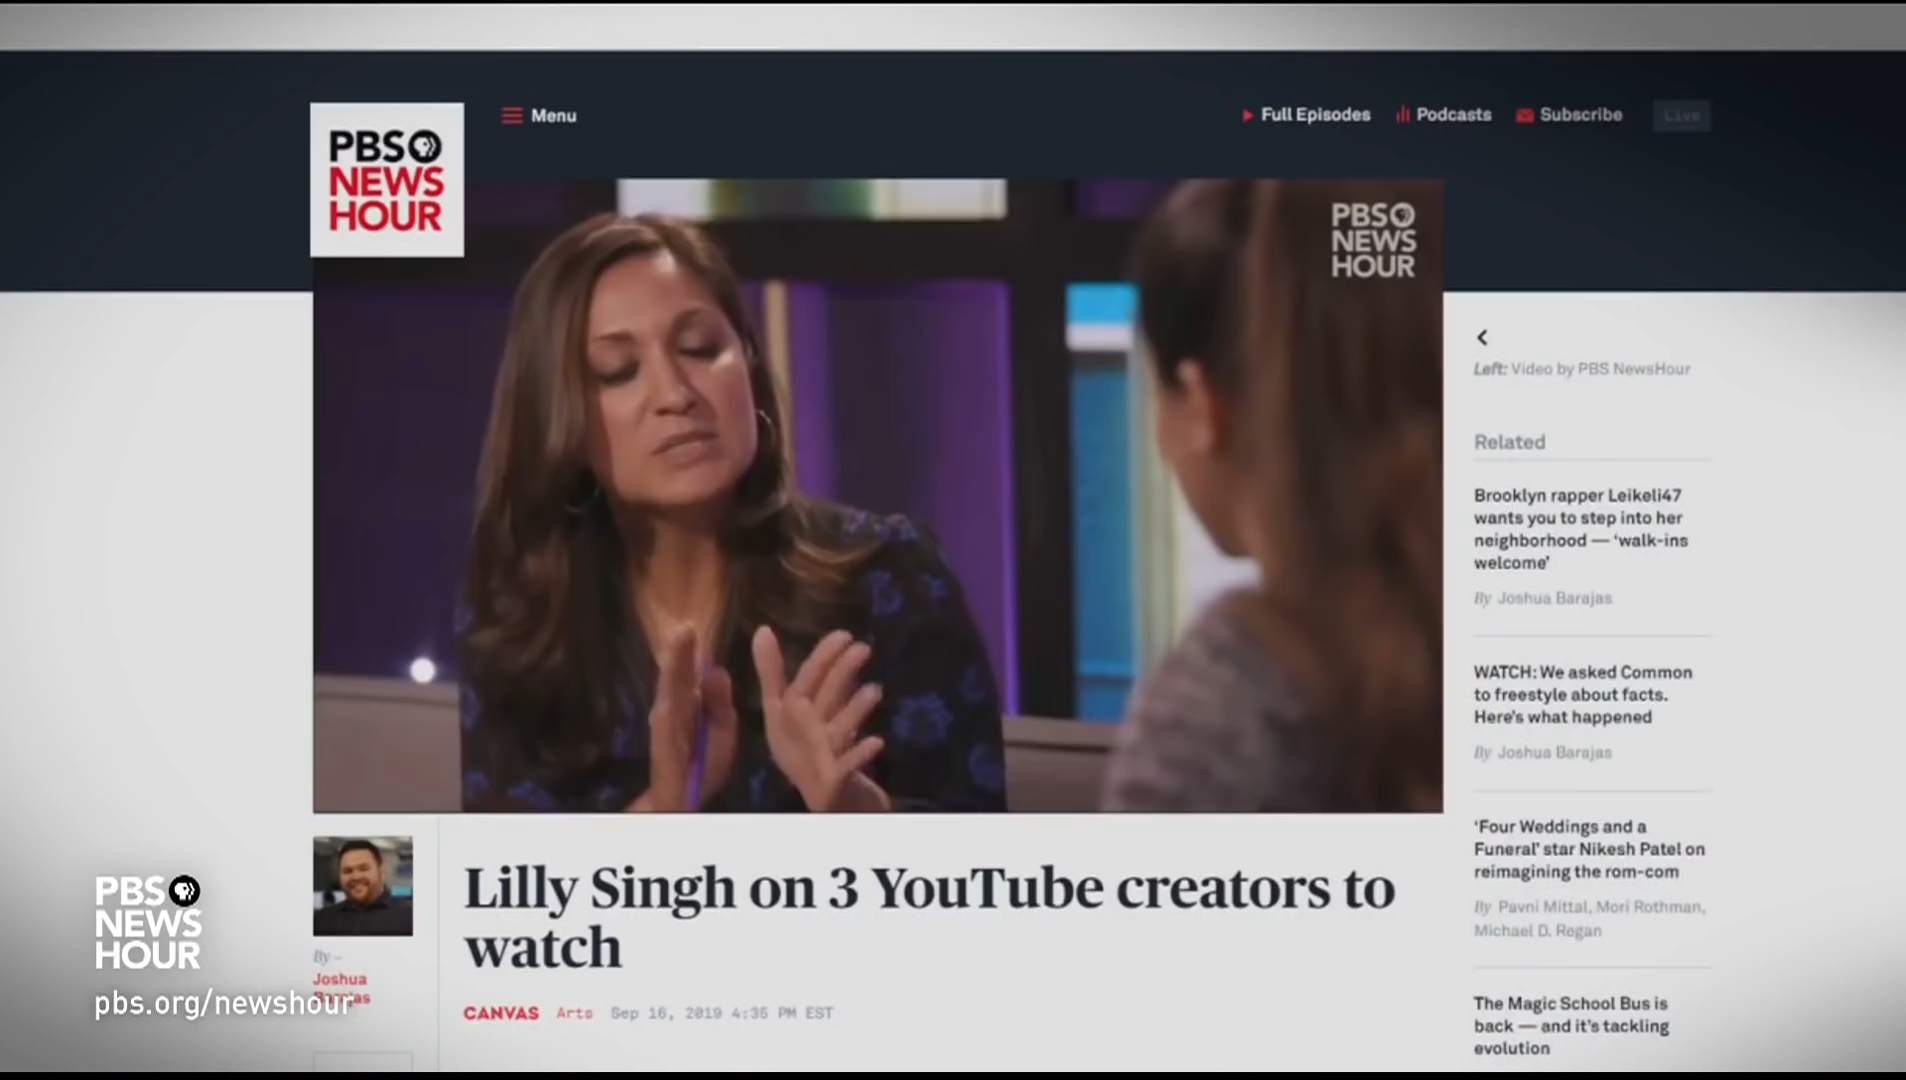 PBS
NEWS
HOUR
Menu
Full Episodes
Podcasts
Subscribe
Live
PBS
NEWS
HOUR
Left: Video by PBS NewsHour
Related
Brooklyn rapper Leikeli47
wants you to step into her
neighborhood — ‘walk-ins
welcome’
By Joshua Barajas
WATCH: We asked Common
to freestyle about facts.
Here's what happened
By Joshua Barajas
‘Four Weddings and a
Funeral’ star Nikesh Patel on
reimagining the rom-com
By Pavni Mittal, Mori Rothman,
Michael D. Regan
The Magic School Bus is
back — and it's tackling
evolution
By –
Joshua
Barajas
Lilly Singh on 3 YouTube creators to
watch
CANVAS Arts Sep 16, 2019 4:35 PM EST
PBS
NEWS
HOUR
pbs.org/newshour